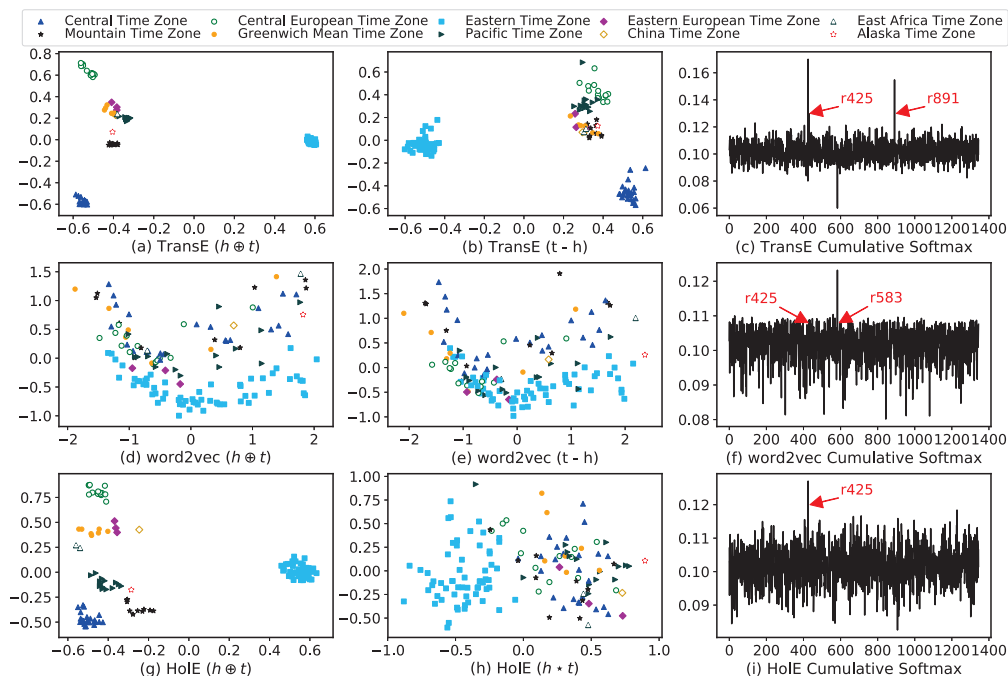 Central Time Zone Central European Time Zone Eastern Time Zone Eastern European Time Zone East Africa Time Zone
Mountain Time Zone Greenwich Mean Time Zone Pacific Time Zone China Time Zone Alaska Time Zone
0.8
0.6
0.4
0.2
0.0
−0.2
−0.4
−0.6
−0.6 −0.4 −0.2 0.0 0.2 0.4 0.6
(a) TransE (h ⊕ t)
0.6
0.4
0.2
0.0
−0.2
−0.4
−0.6
−0.6 −0.4 −0.2 0.0 0.2 0.4 0.6
(b) TransE (t - h)
r425
r891
0.16
0.14
0.12
0.10
0.08
0.06
0 200 400 600 800 1000 1200 1400
(c) TransE Cumulative Softmax
1.5
1.0
0.5
0.0
−0.5
−1.0
−2 −1 0 1 2
(d) word2vec (h ⊕ t)
2.0
1.5
1.0
0.5
0.0
−0.5
−1.0
−2 −1 0 1 2
(e) word2vec (t - h)
r425
r583
0.12
0.11
0.10
0.09
0.08
0 200 400 600 800 1000 1200 1400
(f) word2vec Cumulative Softmax
0.75
0.50
0.25
0.00
−0.25
−0.50
−0.6 −0.4 −0.2 0.0 0.2 0.4 0.6
(g) HolE (h ⊕ t)
1.00
0.75
0.50
0.25
0.00
−0.25
−0.50
−0.75
−1.0 −0.5 0.0 0.5 1.0
(h) HolE (h ⋆ t)
r425
0.12
0.11
0.10
0.09
0 200 400 600 800 1000 1200 1400
(i) HolE Cumulative Softmax